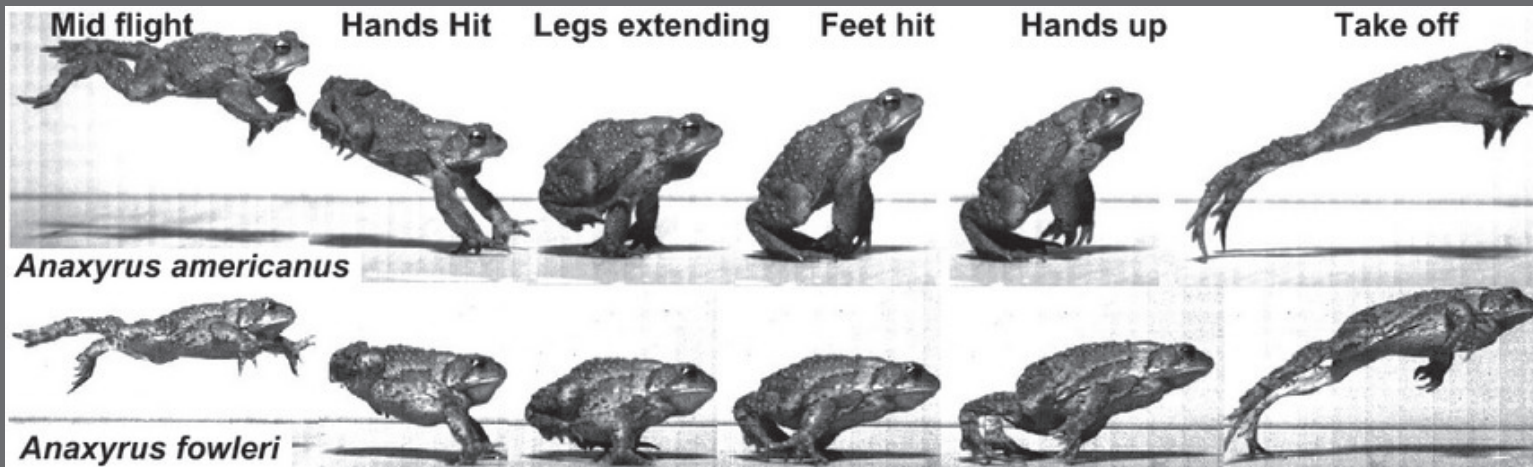 Mid flight
Hands Hit
Legs extending
Feet hit
Hands up
Take off
Anaxyrus americanus
Anaxyrus fowleri